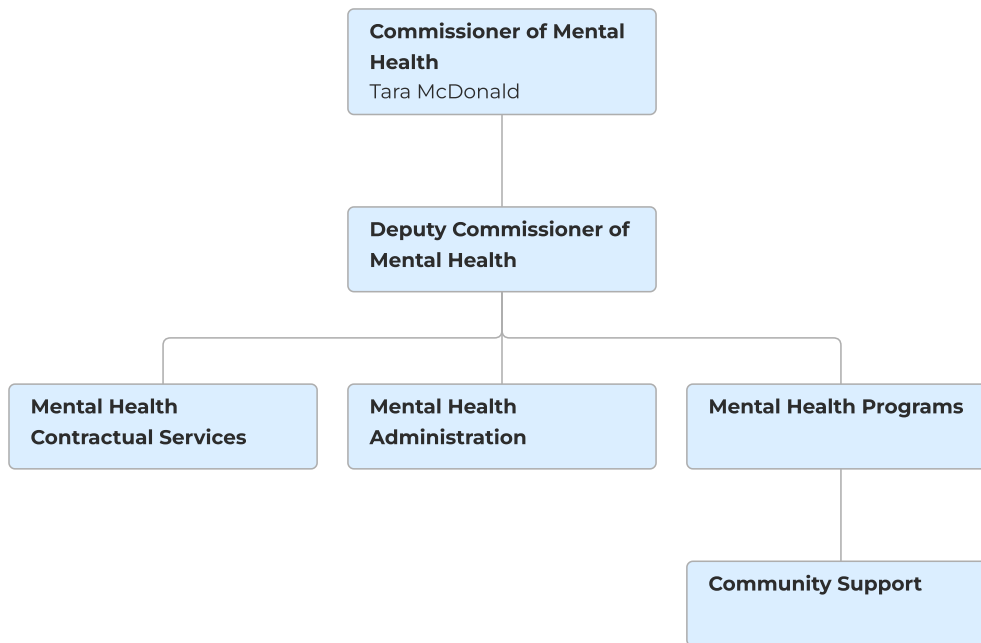 Commissioner of Mental
Health
Tara McDonald
Deputy Commissioner of
Mental Health
Mental Health
Contractual Services
Mental Health
Administration
Mental Health Programs
Community Support